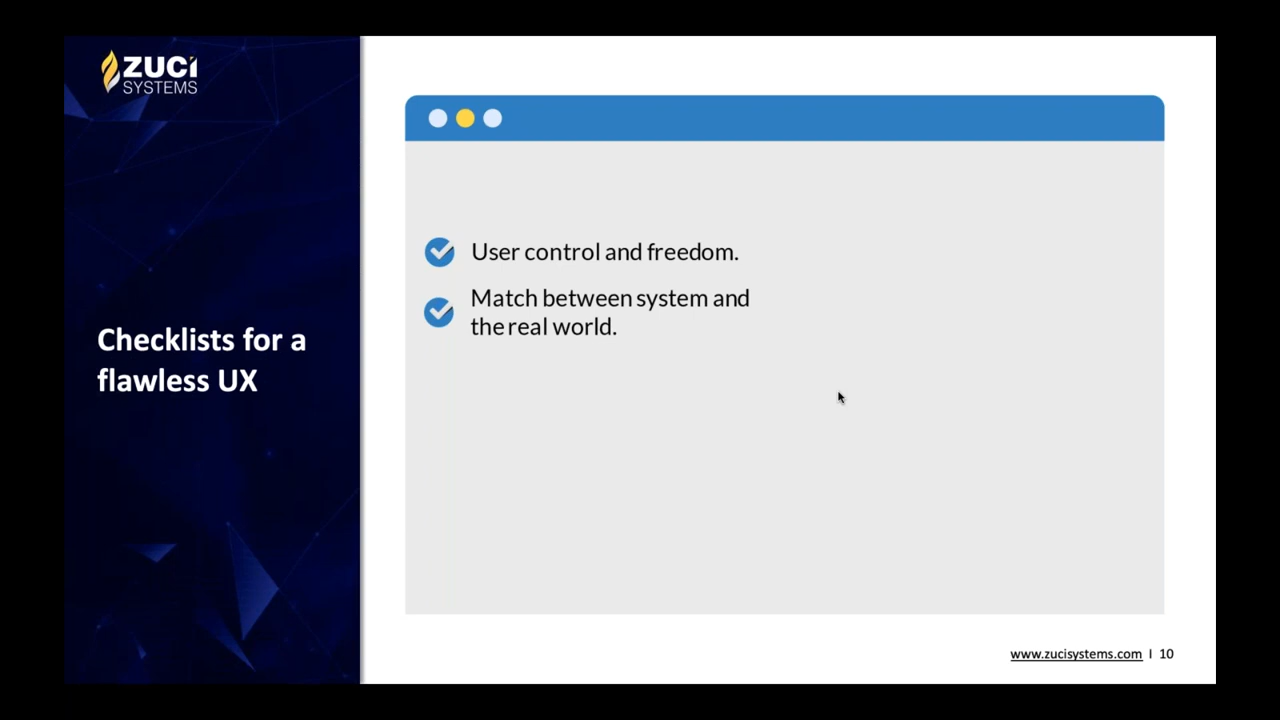 ZUCi
SYSTEMS
Checklists for a
flawless UX
User control and freedom.
Match between system and
the real world.
www.zucisystems.com I 10